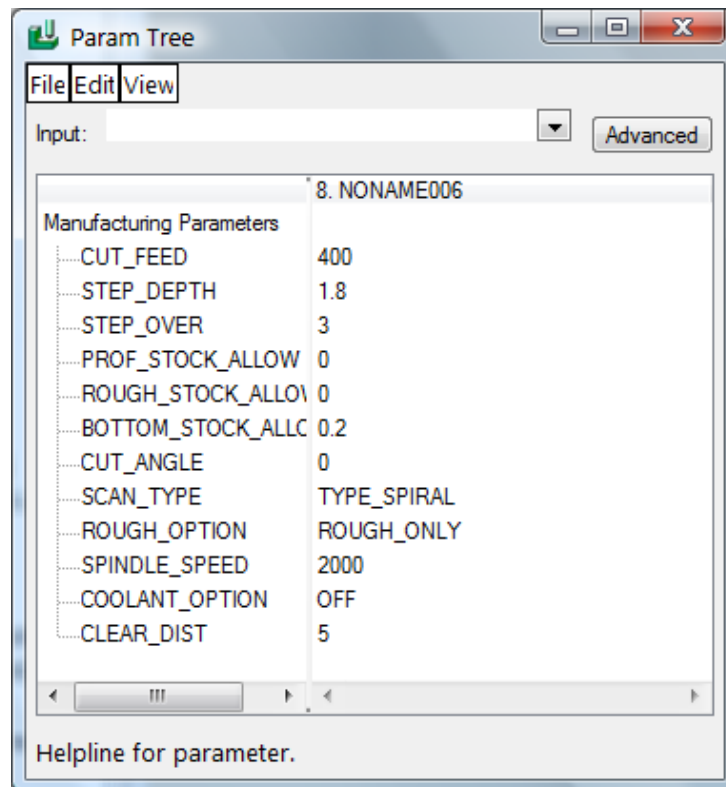 Param Tree
File Edit View
Input: Advanced
8. NONAME006
Manufacturing Parameters
CUT_FEED 400
STEP_DEPTH 1.8
STEP_OVER 3
PROF_STOCK_ALLOW 0
ROUGH_STOCK_ALLOW 0
BOTTOM_STOCK_ALLC 0.2
CUT_ANGLE 0
SCAN_TYPE TYPE_SPIRAL
ROUGH_OPTION ROUGH_ONLY
SPINDLE_SPEED 2000
COOLANT_OPTION OFF
CLEAR_DIST 5
Helpline for parameter.